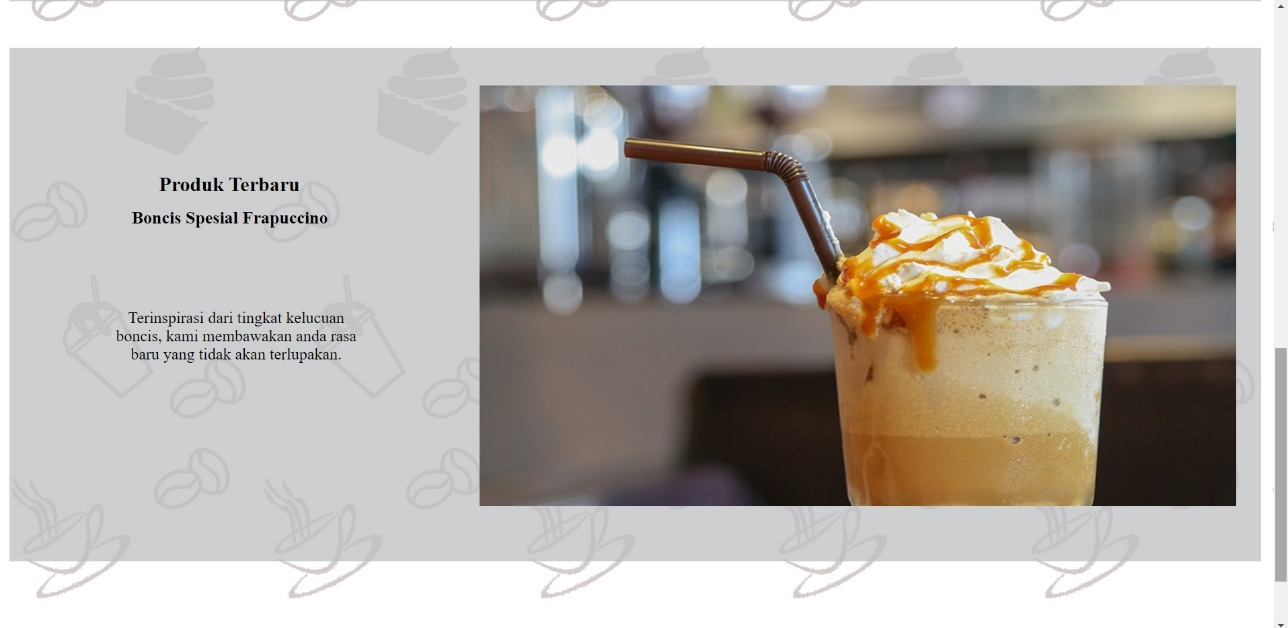 Produk Terbaru
Boncis Spesial Frapuccino
Terinspirasi dari tingkat kelucuan
boncis, kami membawakan anda rasa
baru yang tidak akan terlupakan.